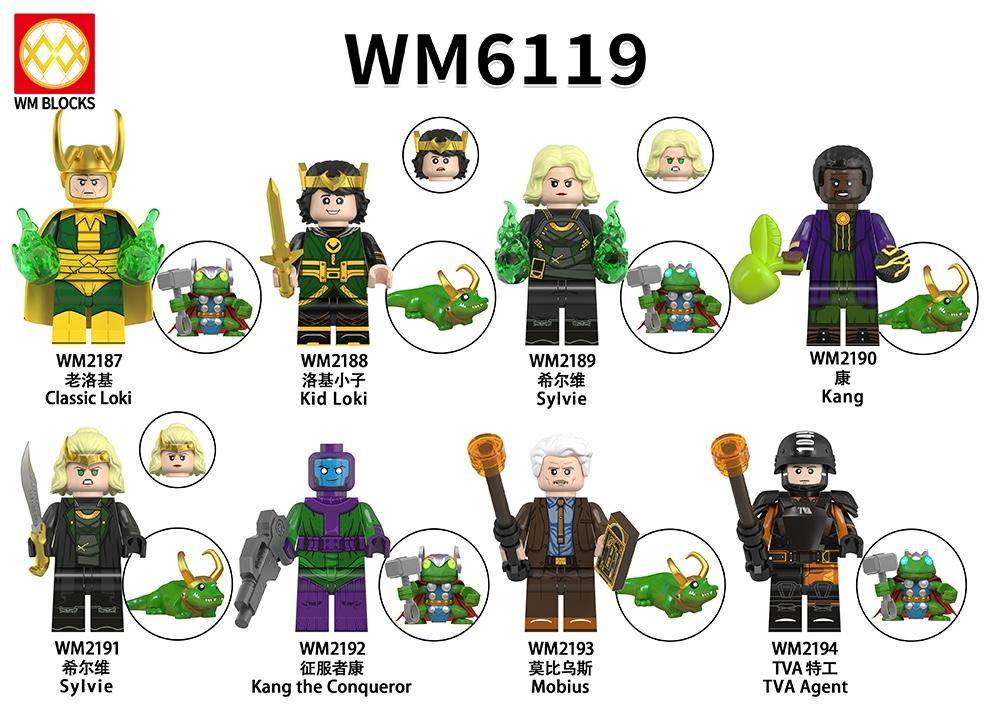 WM BLOCKS
WM6119
WM2187
老洛基
Classic Loki
WM2188
洛基小子
Kid Loki
WM2189
希尔维
Sylvie
WM2190
康
Kang
WM2191
希尔维
Sylvie
WM2192
征服者康
Kang the Conqueror
WM2193
莫比乌斯
Mobius
WM2194
TVA 特工
TVA Agent